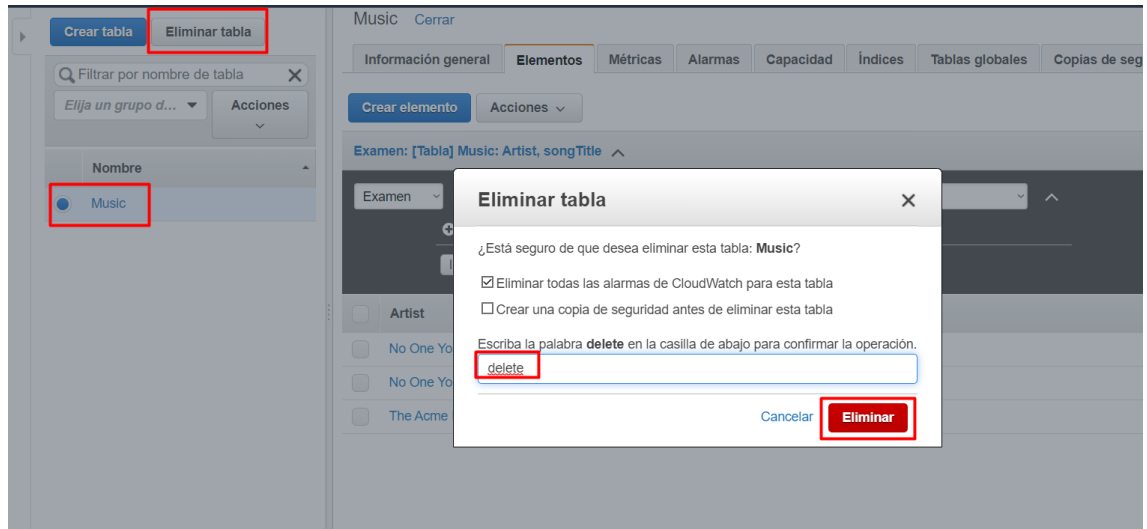 Crear tabla
Eliminar tabla
Filtrar por nombre de tabla
Elija un grupo d...
Acciones
Nombre
Music
Music Cerrar
Información general Elementos Métricas Alarmas Capacidad Índices Tablas globales Copias de seg
Crear elemento Acciones
Examen: [Tabla] Music: Artist, songTitle
Examen
Artist
No One Yo
No One Yo
The Acme
Eliminar tabla
¿Está seguro de que desea eliminar esta tabla: Music?
Eliminar todas las alarmas de CloudWatch para esta tabla
Crear una copia de seguridad antes de eliminar esta tabla
Escriba la palabra delete en la casilla de abajo para confirmar la operación.
delete
Cancelar Eliminar